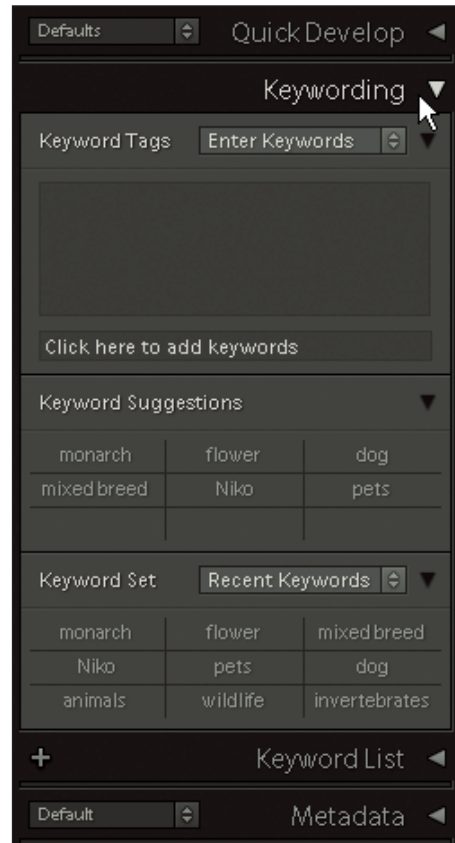 Defaults Quick Develop
Keywording
Keyword Tags Enter Keywords
Click here to add keywords
Keyword Suggestions
monarch flower dog
mixed breed Niko pets
Keyword Set Recent Keywords
monarch flower mixed breed
Niko pets dog
animals wildlife invertebrates
+ Keyword List
Default Metadata